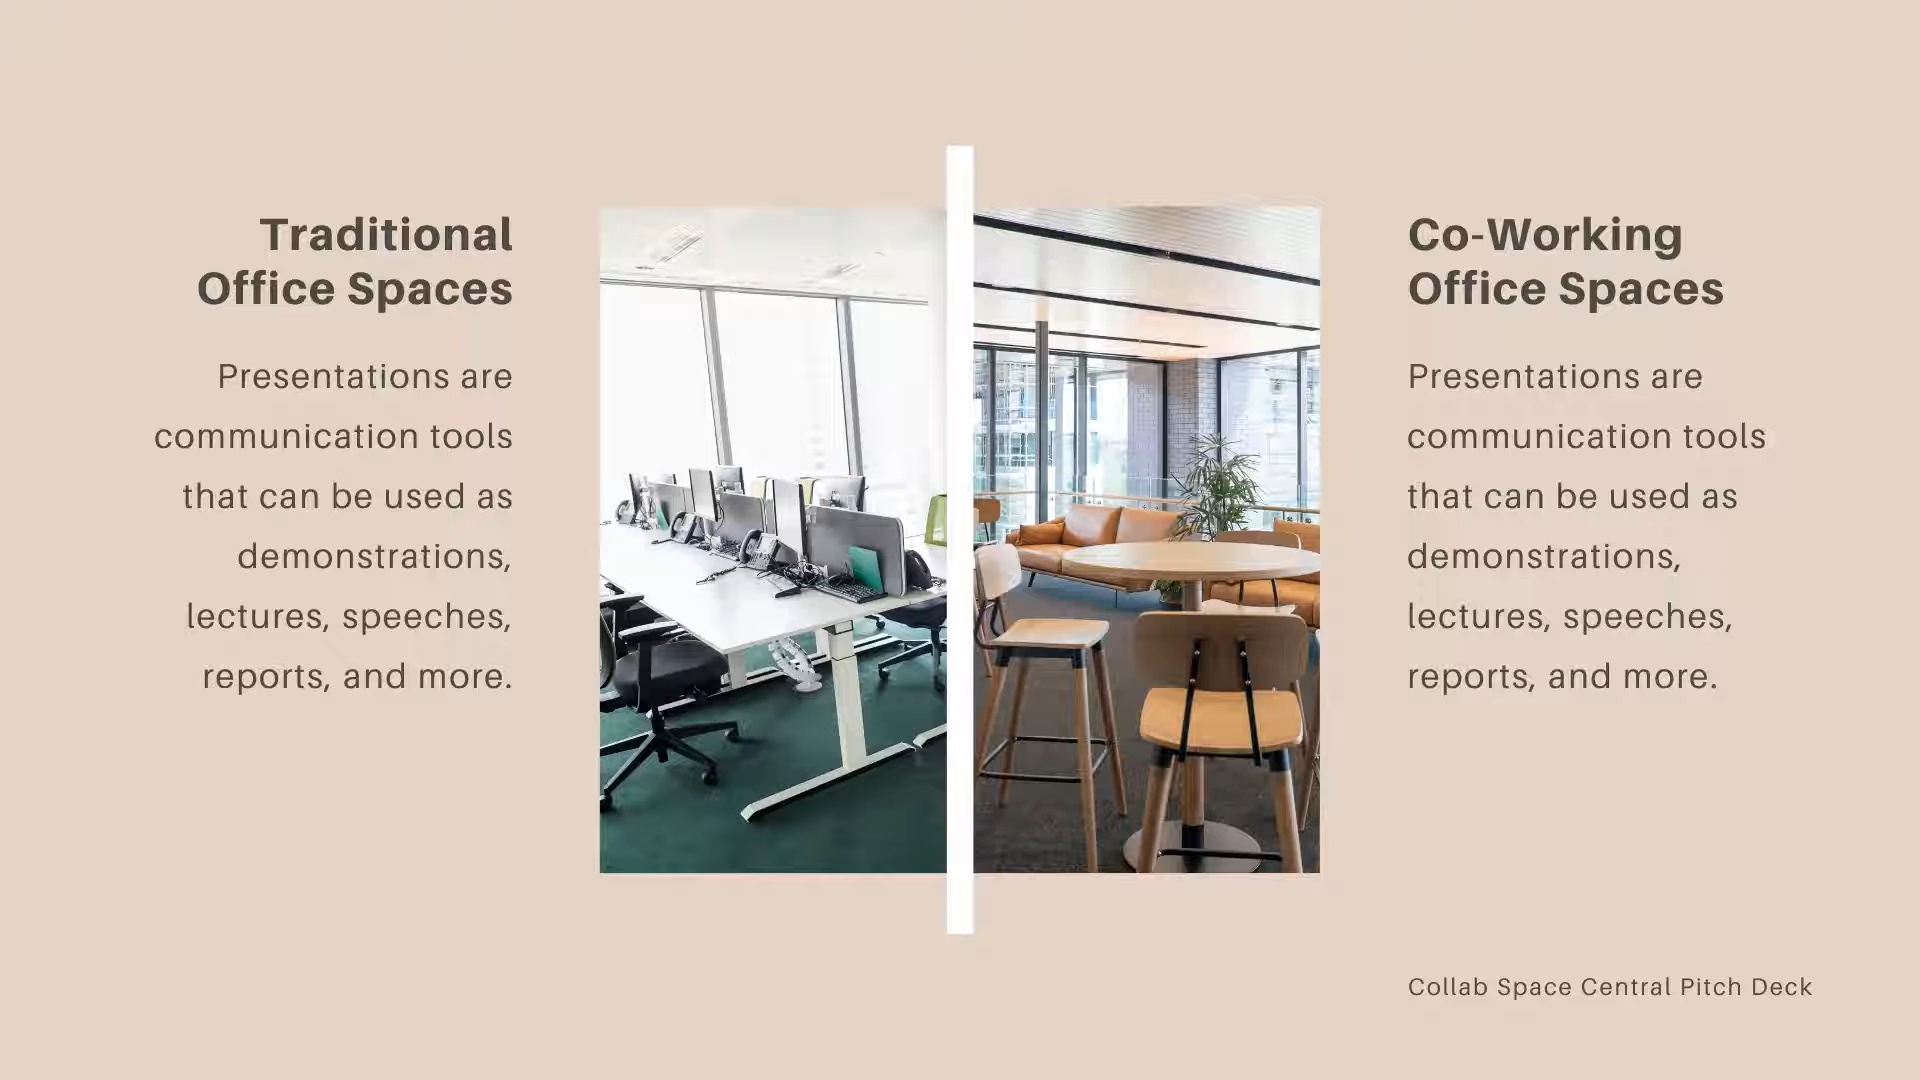 Traditional
Office Spaces
Presentations are
communication tools
that can be used as
demonstrations,
lectures, speeches,
reports, and more.
Co-Working
Office Spaces
Presentations are
communication tools
that can be used as
demonstrations,
lectures, speeches,
reports, and more.
Collab Space Central Pitch Deck